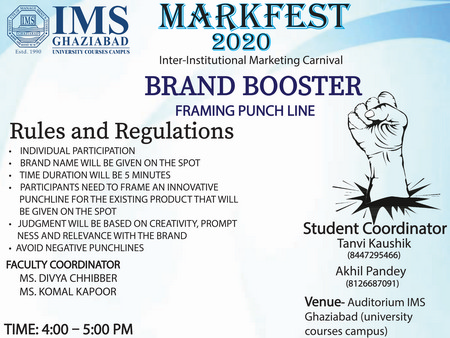 IMS
GHAZIABAD
Estd. 1990
UNIVERSITY COURSES CAMPUS
MARKFEST
2020
Inter-Institutional Marketing Carnival
BRAND BOOSTER
FRAMING PUNCH LINE
Rules and Regulations
• INDIVIDUAL PARTICIPATION
• BRAND NAME WILL BE GIVEN ON THE SPOT
• TIME DURATION WILL BE 5 MINUTES
• PARTICIPANTS NEED TO FRAME AN INNOVATIVE
PUNCHLINE FOR THE EXISTING PRODUCT THAT WILL
BE GIVEN ON THE SPOT
• JUDGMENT WILL BE BASED ON CREATIVITY, PROMPT
NESS AND RELEVANCE WITH THE BRAND
• AVOID NEGATIVE PUNCHLINES
FACULTY COORDINATOR
MS. DIVYA CHHIBBER
MS. KOMAL KAPOOR
TIME: 4:00 – 5:00 PM
Student Coordinator
Tanvi Kaushik
(8447295466)
Akhil Pandey
(8126687091)
Venue- Auditorium IMS
Ghaziabad (university
courses campus)